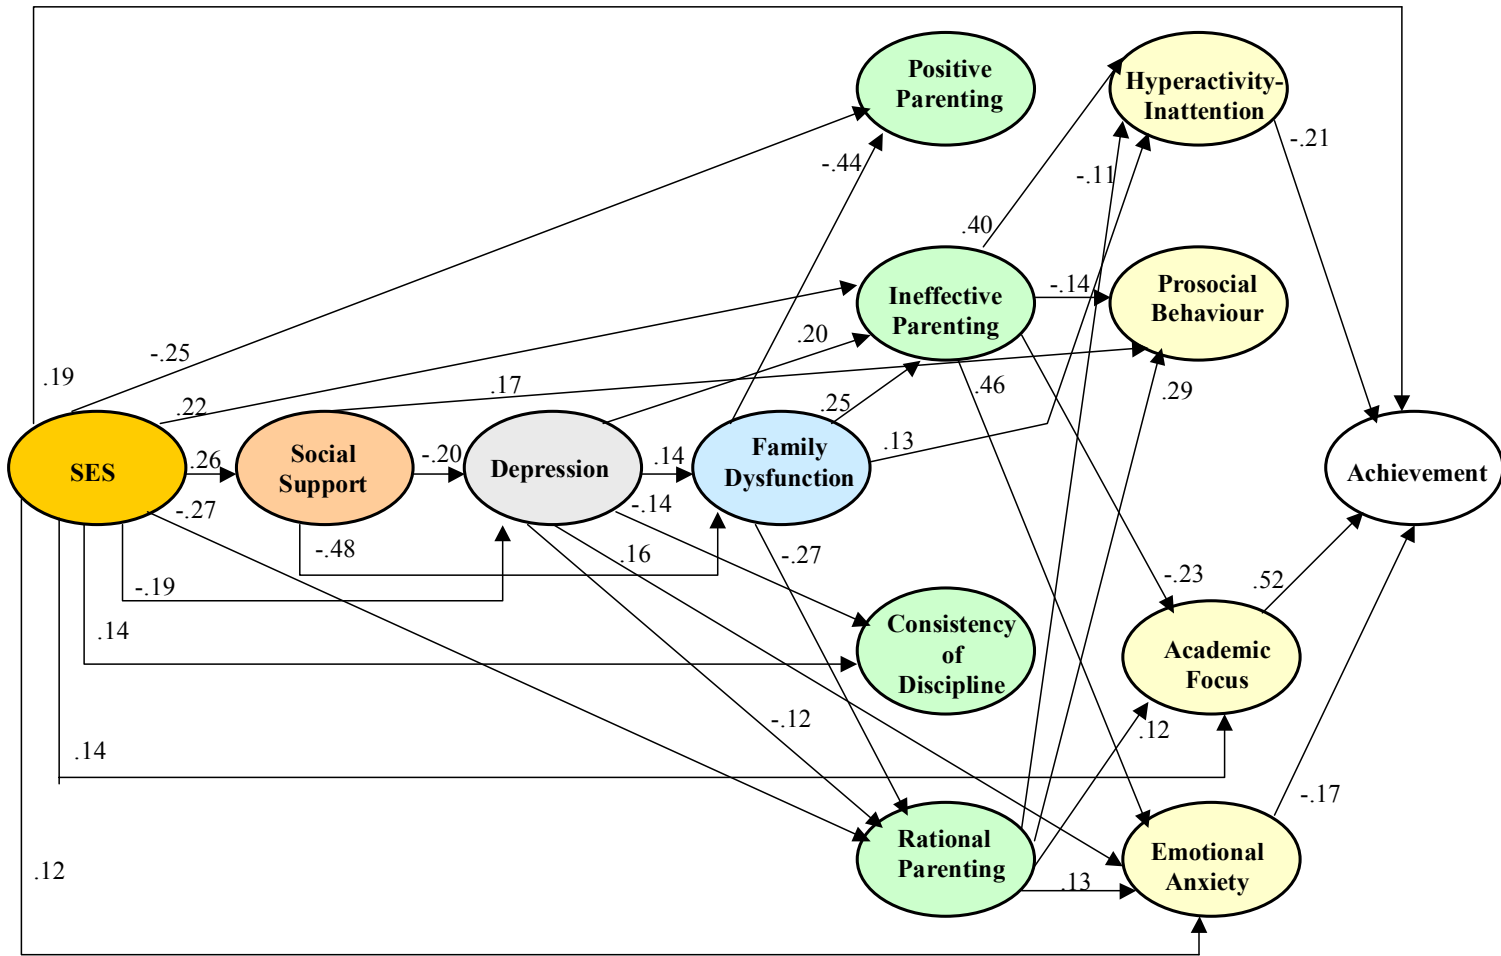 Positive
Parenting
Hyperactivity-
Inattention
-.44
-.11
-.21
.40
Ineffective
Parenting
-.14
Prosocial
Behaviour
-.25
.20
.19
.17
.46
.29
.22
.25
SES
.26
Social
Support
-.20
Depression
.14
Family
Dysfunction
.13
Achievement
-.27
-.14
-.48
.16
-.27
-.19
-.23
.52
.14
Consistency
of
Discipline
Academic
Focus
-.12
.12
.14
-.17
.12
Rational
Parenting
.13
Emotional
Anxiety